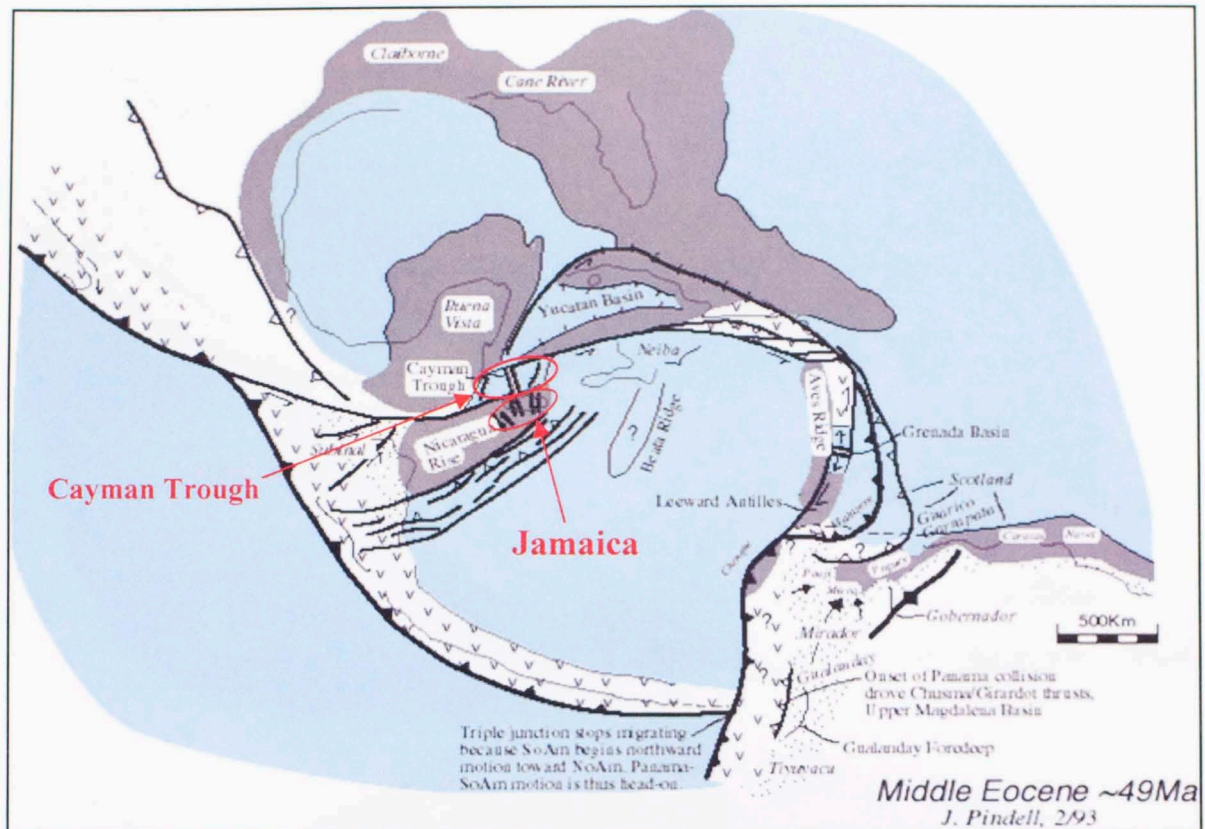 Claiborne
Cane River
Buena
Vista
Yucatan Basin
Cayman
Trough
Neiba
Beata Ridge
?
Aves Ridge
Grenada Basin
Nicaragua
Rise
Cayman Trough
Jamaica
Leeward Antilles
Scotland
Guarico
Matatere
Caracas
Mirador
Gobernador
500Km
Gualanday
Onset of Panama collision
drove Chusma/Girardot thrusts,
Upper Magdalena Basin
Triple junction stops migrating
because SoAm begins northward
motion toward NoAm. Panama-
SoAm motion is thus head-on.
Gualanday Foredeep
Tiyuyacu
Middle Eocene ~49Ma
J. Pindell, 2/93